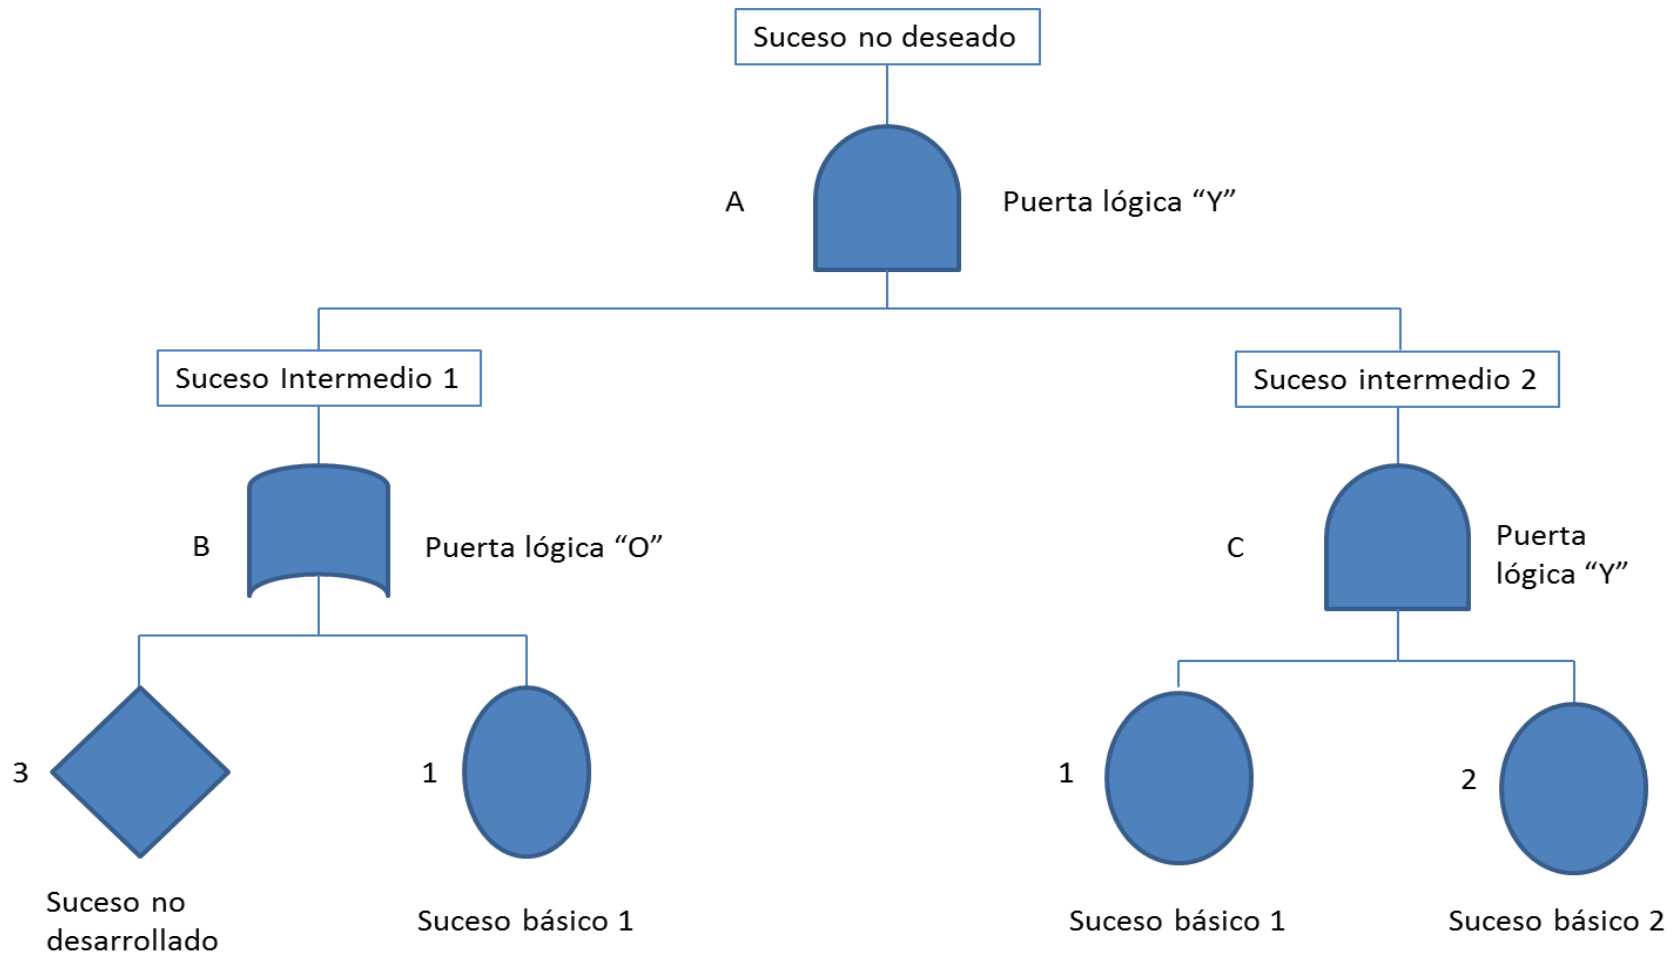 Suceso no deseado
A
Puerta lógica “Y”
Suceso Intermedio 1
Suceso intermedio 2
B
Puerta lógica “O”
C
Puerta
lógica “Y”
3
1
1
2
Suceso no
desarrollado
Suceso básico 1
Suceso básico 1
Suceso básico 2